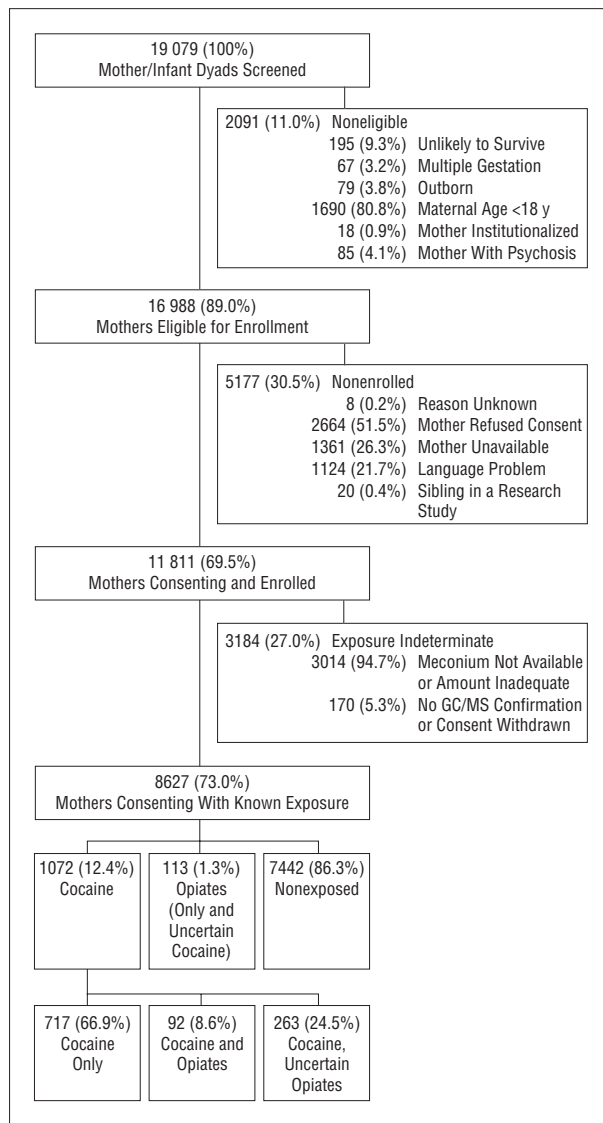 19 079 (100%)
Mother/Infant Dyads Screened
2091 (11.0%) Noneligible
195 (9.3%) Unlikely to Survive
67 (3.2%) Multiple Gestation
79 (3.8%) Outborn
1690 (80.8%) Maternal Age <18 y
18 (0.9%) Mother Institutionalized
85 (4.1%) Mother With Psychosis
16 988 (89.0%)
Mothers Eligible for Enrollment
5177 (30.5%) Nonenrolled
8 (0.2%) Reason Unknown
2664 (51.5%) Mother Refused Consent
1361 (26.3%) Mother Unavailable
1124 (21.7%) Language Problem
20 (0.4%) Sibling in a Research
Study
11 811 (69.5%)
Mothers Consenting and Enrolled
3184 (27.0%) Exposure Indeterminate
3014 (94.7%) Meconium Not Available
or Amount Inadequate
170 (5.3%) No GC/MS Confirmation
or Consent Withdrawn
8627 (73.0%)
Mothers Consenting With Known Exposure
1072 (12.4%)
Cocaine
113 (1.3%)
Opiates
(Only and
Uncertain
Cocaine)
7442 (86.3%)
Nonexposed
717 (66.9%)
Cocaine
Only
92 (8.6%)
Cocaine and
Opiates
263 (24.5%)
Cocaine,
Uncertain
Opiates